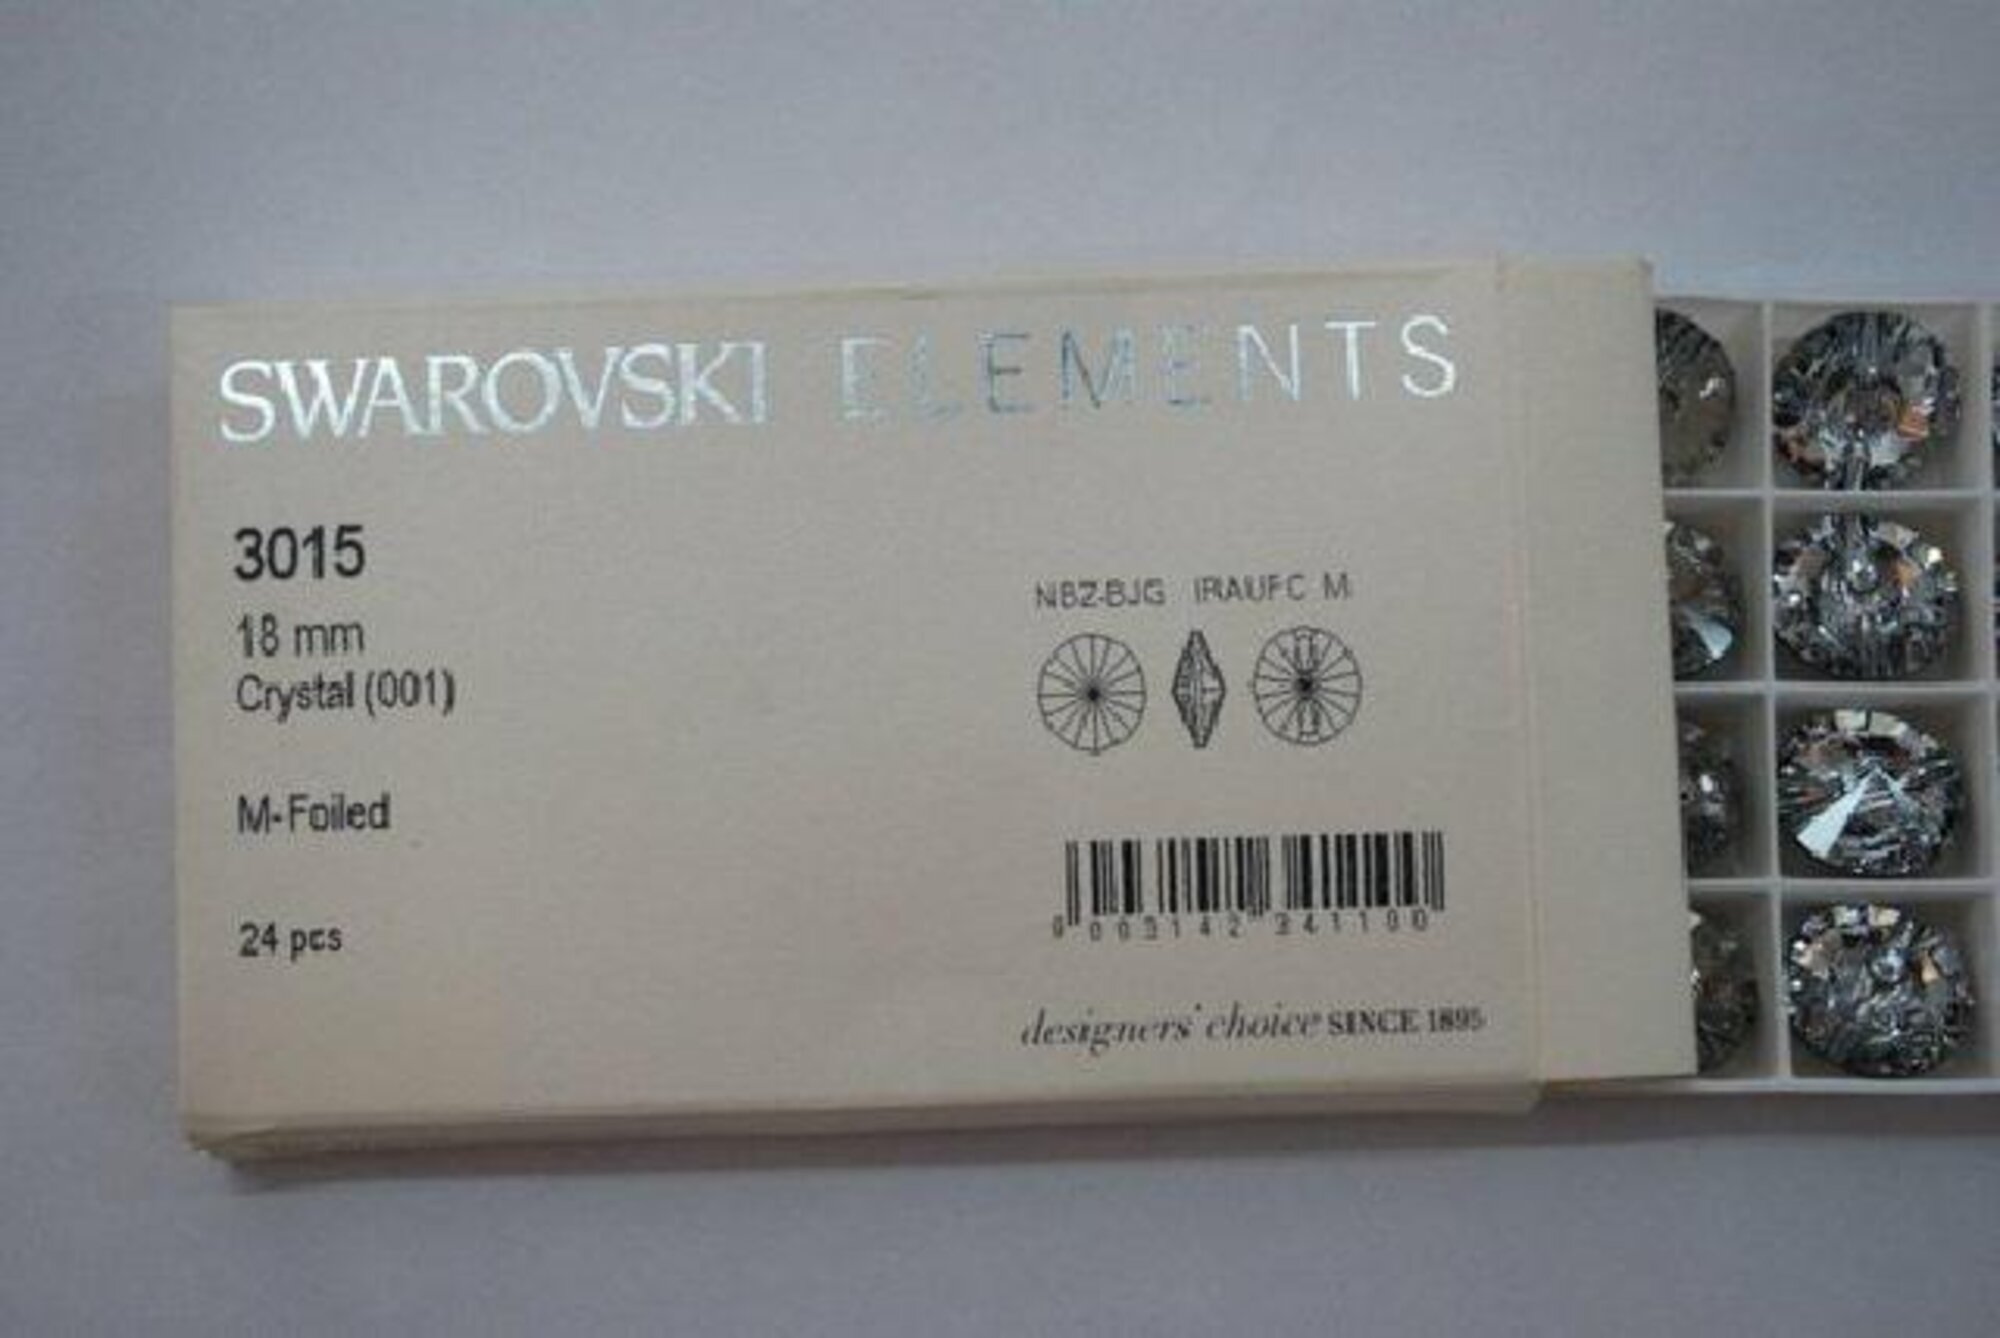 SWAROVSKI ELEMENTS
3015
18 mm
Crystal (001)
M-Foiled
24 pcs
NBZ-BJG IRAUFC M
designers' choice SINCE 1895